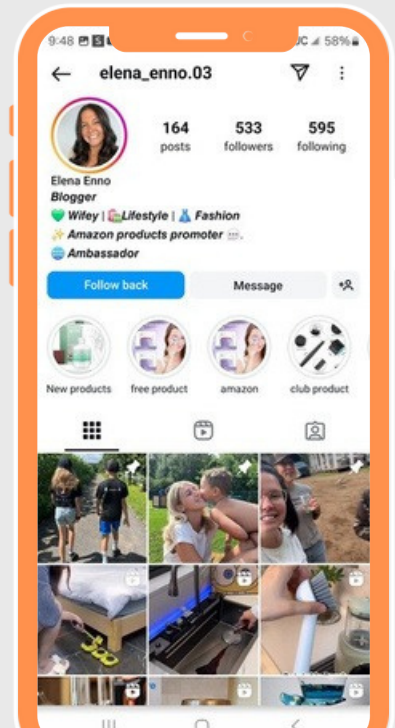 9:48
58%
elena_enno.03
164 533 595
posts followers following
Elena Enno
Blogger
💚 Wifey | 🛍️Lifestyle | 👗 Fashion
✨ Amazon products promoter 💬.
🌐 Ambassador
Follow back Message
New products free product amazon club product